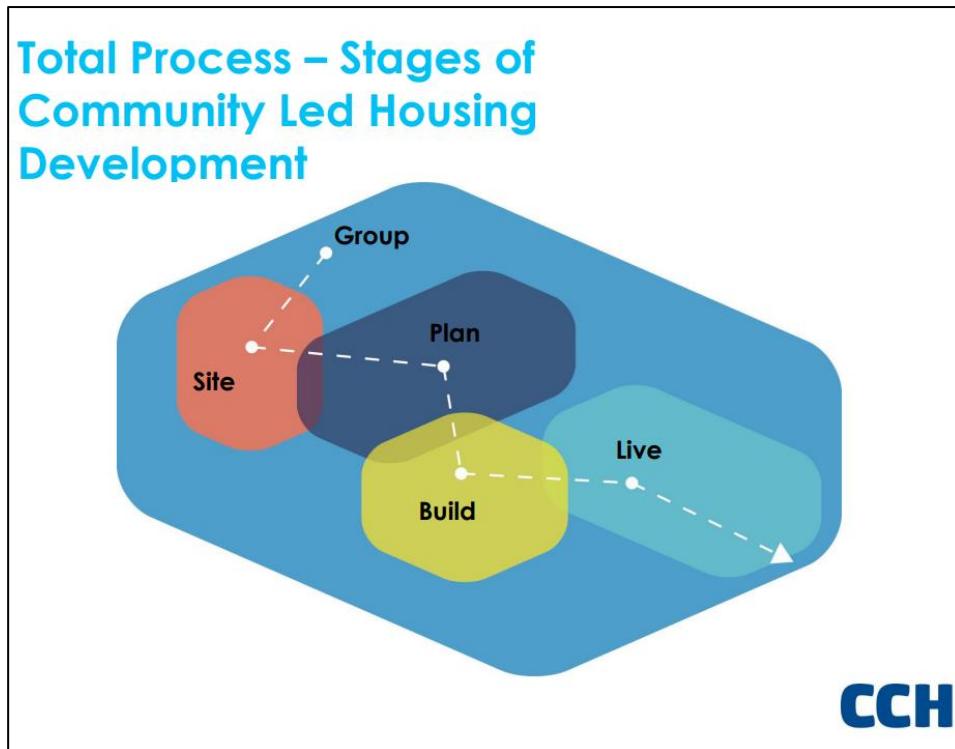 Total Process – Stages of
Community Led Housing
Development
Group
Plan
Site
Live
Build
CCH